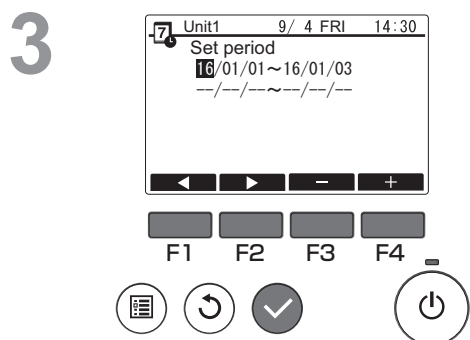 3
7 Unit1 9/ 4 FRI 14:30
Set period
16/01/01～16/01/03
--/--/--～--/--/--
◀ ▶ − +
F1 F2 F3 F4